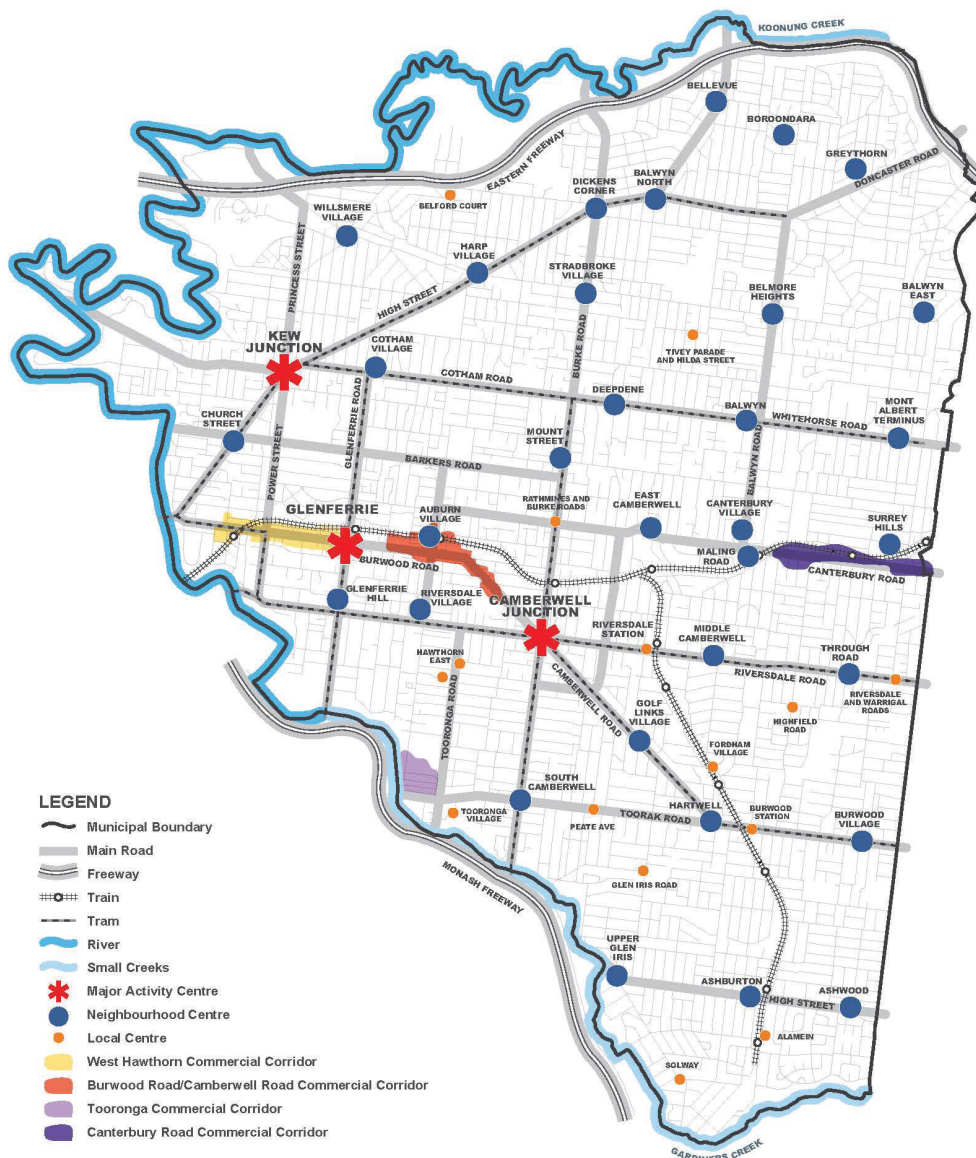 KOONUNG CREEK
BELLEVUE
BOROONDARA
GREYTHORN
DONCASTER ROAD
EASTERN FREEWAY
BELFORD COURT
DICKENS
CORNER
BALWYN
NORTH
WILLSMERE
VILLAGE
PRINCESS STREET
HARP
VILLAGE
HIGH STREET
STRADBROKE
VILLAGE
BURKE ROAD
BELMORE
HEIGHTS
BALWYN
EAST
KEW
JUNCTION
COTHAM
VILLAGE
TIVEY PARADE
AND HILDA STREET
COTHAM ROAD
DEEPDENE
BALWYN
WHITEHORSE ROAD
MONT
ALBERT
TERMINUS
CHURCH
STREET
POWER STREET
GLENFERRIE ROAD
MOUNT
STREET
BARKERS ROAD
BALWYN ROAD
RATHMINES AND
BURKE ROADS
EAST
CAMBERWELL
CANTERBURY
VILLAGE
SURREY
HILLS
GLENFERRIE
AUBURN
VILLAGE
MALING
ROAD
BURWOOD ROAD
CANTERBURY ROAD
GLENFERRIE
HILL
RIVERSDALE
VILLAGE
CAMBERWELL
JUNCTION
RIVERSDALE
STATION
MIDDLE
CAMBERWELL
RIVERSDALE ROAD
THROUGH
ROAD
HAWTHORN
EAST
TOORONGA ROAD
CAMBERWELL ROAD
RIVERSDALE
AND WARRIGAL
ROADS
HIGHFIELD
ROAD
GOLF
LINKS
VILLAGE
FORDHAM
VILLAGE
SOUTH
CAMBERWELL
TOORONGA
VILLAGE
PEATE AVE
TOORAK ROAD
HARTWELL
BURWOOD
STATION
BURWOOD
VILLAGE
MONASH FREEWAY
GLEN IRIS ROAD
UPPER
GLEN
IRIS
ASHBURTON
HIGH STREET
ASHWOOD
ALAMEIN
SOLWAY
GARDINERS CREEK
LEGEND
Municipal Boundary
Main Road
Freeway
Train
Tram
River
Small Creeks
Major Activity Centre
Neighbourhood Centre
Local Centre
West Hawthorn Commercial Corridor
Burwood Road/Camberwell Road Commercial Corridor
Tooronga Commercial Corridor
Canterbury Road Commercial Corridor